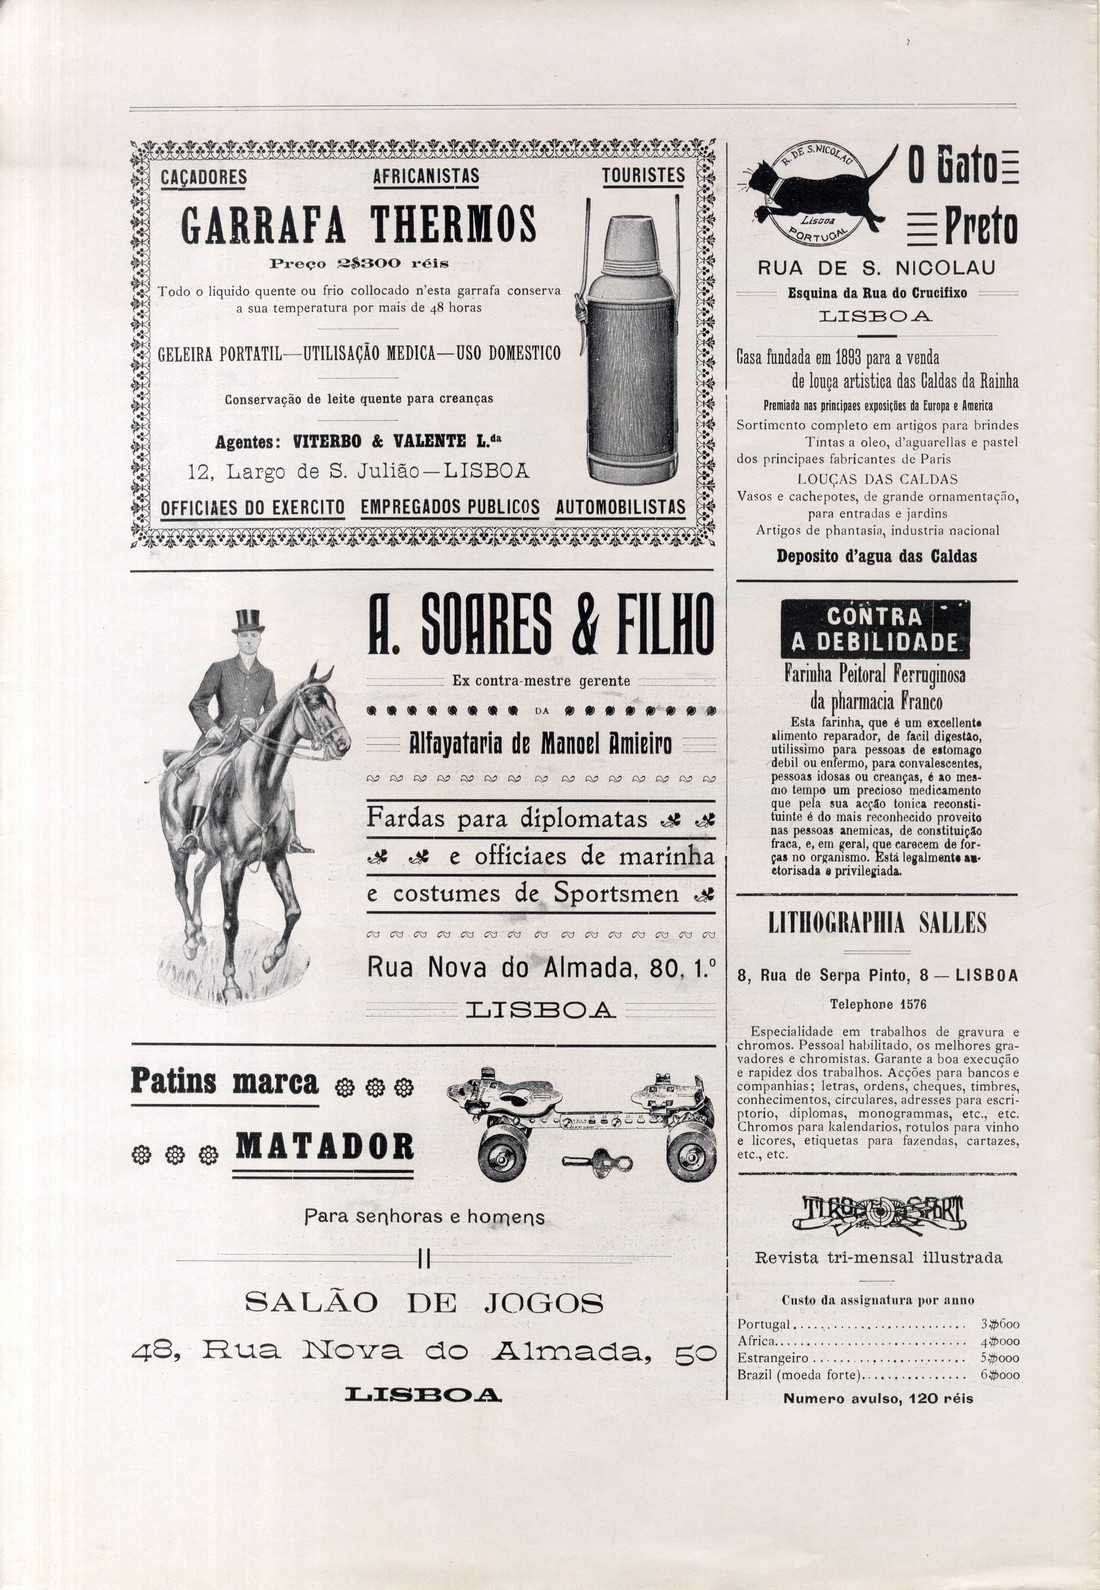 CAÇADORES AFRICANISTAS TOURISTES
GARRAFA THERMOS
Preço 2$300 réis
Todo o liquido quente ou frio collocado n'esta garrafa conserva
a sua temperatura por mais de 48 horas
GELEIRA PORTATIL—UTILISAÇÃO MEDICA—USO DOMESTICO
Conservação de leite quente para creanças
Agentes: VITERBO & VALENTE L.da
12, Largo de S. Julião—LISBOA
OFFICIAES DO EXERCITO EMPREGADOS PUBLICOS AUTOMOBILISTAS
A. SOARES & FILHO
Ex contra-mestre gerente
DA
Alfayataria de Manoel Amieiro
Fardas para diplomatas
e officiaes de marinha
e costumes de Sportsmen
Rua Nova do Almada, 80, 1.º
LISBOA
Patins marca
MATADOR
Para senhoras e homens
SALÃO DE JOGOS
48, Rua Nova do Almada, 50
LISBOA
R. DE S. NICOLAU
Lisboa
PORTUGAL
O Gato
Preto
RUA DE S. NICOLAU
Esquina da Rua do Crucifixo
LISBOA
Casa fundada em 1893 para a venda
de louça artistica das Caldas da Rainha
Premiada nas principaes exposições da Europa e America
Sortimento completo em artigos para brindes
Tintas a oleo, d'aguarellas e pastel
dos principaes fabricantes de Paris
LOUÇAS DAS CALDAS
Vasos e cachepotes, de grande ornamentação,
para entradas e jardins
Artigos de phantasia, industria nacional
Deposito d'agua das Caldas
CONTRA
A DEBILIDADE
Farinha Peitoral Ferruginosa
da pharmacia Franco
Esta farinha, que é um excellente
alimento reparador, de facil digestão,
utilissimo para pessoas de estomago
debil ou enfermo, para convalescentes,
pessoas idosas ou creanças, é ao mes-
mo tempo um precioso medicamento
que pela sua acção tonica reconsti-
tuinte é do mais reconhecido proveito
nas pessoas anemicas, de constituição
fraca, e, em geral, que carecem de for-
ças no organismo. Está legalmente au-
ctorisada e privilegiada.
LITHOGRAPHIA SALLES
8, Rua de Serpa Pinto, 8 — LISBOA
Telephone 1576
Especialidade em trabalhos de gravura e
chromos. Pessoal habilitado, os melhores gra-
vadores e chromistas. Garante a boa execução
e rapidez dos trabalhos. Acções para bancos e
companhias; letras, ordens, cheques, timbres,
conhecimentos, circulares, adresses para escri-
ptorio, diplomas, monogrammas, etc., etc.
Chromos para kalendarios, rotulos para vinho
e licores, etiquetas para fazendas, cartazes,
etc., etc.
TIRO SPORT
Revista tri-mensal illustrada
Custo da assignatura por anno
Portugal........................ 3$600
Africa........................... 4$000
Estrangeiro...................... 5$000
Brazil (moeda forte)............... 6$000
Numero avulso, 120 réis